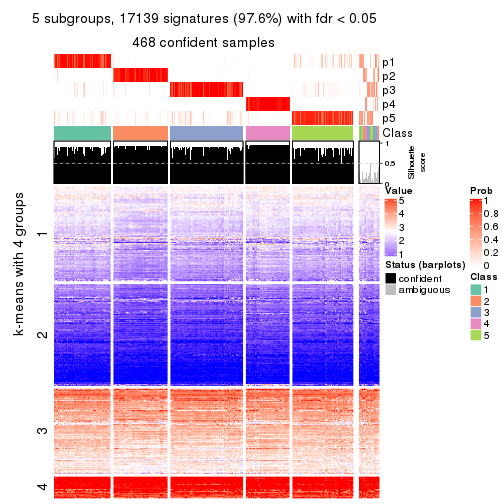 5 subgroups, 17139 signatures (97.6%) with fdr < 0.05
468 confident samples
p1
p2
p3
p4
p5
Class
1
0.5
0
Silhouette
score
k-means with 4 groups
1
2
3
4
Value
5
4
3
2
1
Status (barplots)
confident
ambiguous
Prob
1
0.8
0.6
0.4
0.2
0
Class
1
2
3
4
5